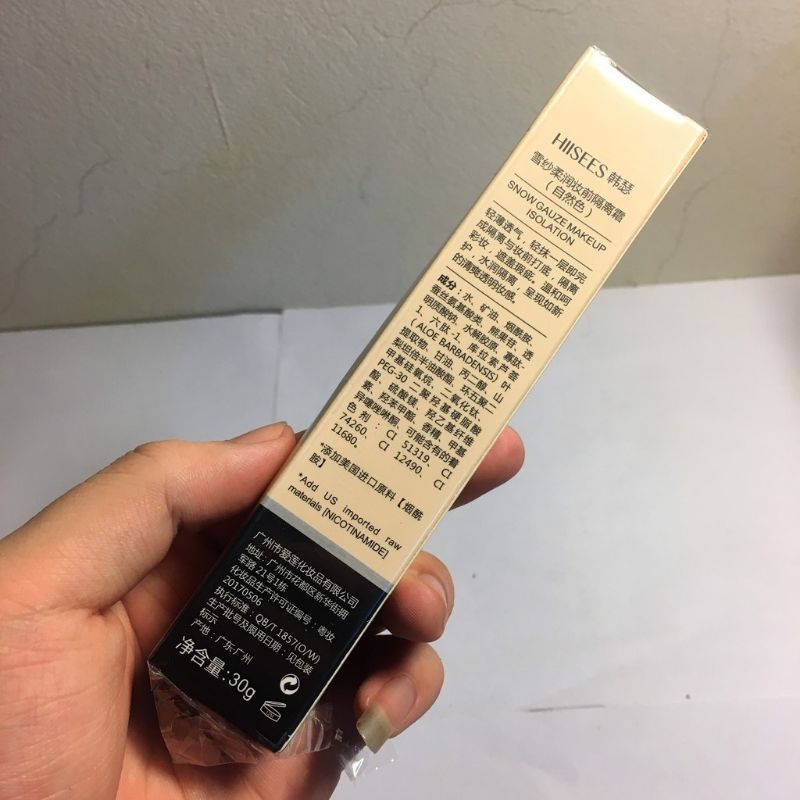 HIISEES 韩瑟
雪纱柔润妆前隔离霜
(自然色)
SNOW GAUZE MAKEUP
ISOLATION
轻薄透气，轻抹一层即完
成隔离与妆前打底，隔离
彩妆，遮盖瑕疵，温和呵
护，水润隔离，呈现如新
的清爽透明妆感。
成分：水、矿油、烟酰胺、
蚕丝氨基酸类、熊果苷、透
明质酸钠、水解胶原、寡肽-
1、六肽-1、库拉索芦荟
(ALOE BARBADENSIS) 叶
提取物、甘油、丙二醇、山
梨坦倍半油酸酯、环五聚二
甲基硅氧烷、二氧化钛、
PEG-30 二聚羟基硬脂酸
酯、硫酸镁、羟乙基纤维
素、羟苯甲酯、香精、甲基
异噻唑啉酮、可能含有的着
色剂：CI 51319、CI
74260、CI 12490、CI
11680。
*添加美国进口原料【烟酰
胺】
*Add US imported raw
materials [NICOTINAMIDE]
广州市爱莲化妆品有限公司
地址：广州市花都区新华街拥
军路 21号1栋
化妆品生产许可证编号：粤妆
20170506
执行标准：QB/T 1857(O/W)
生产批号及限用日期：见包装
标示
产地：广东·广州
净含量：30g